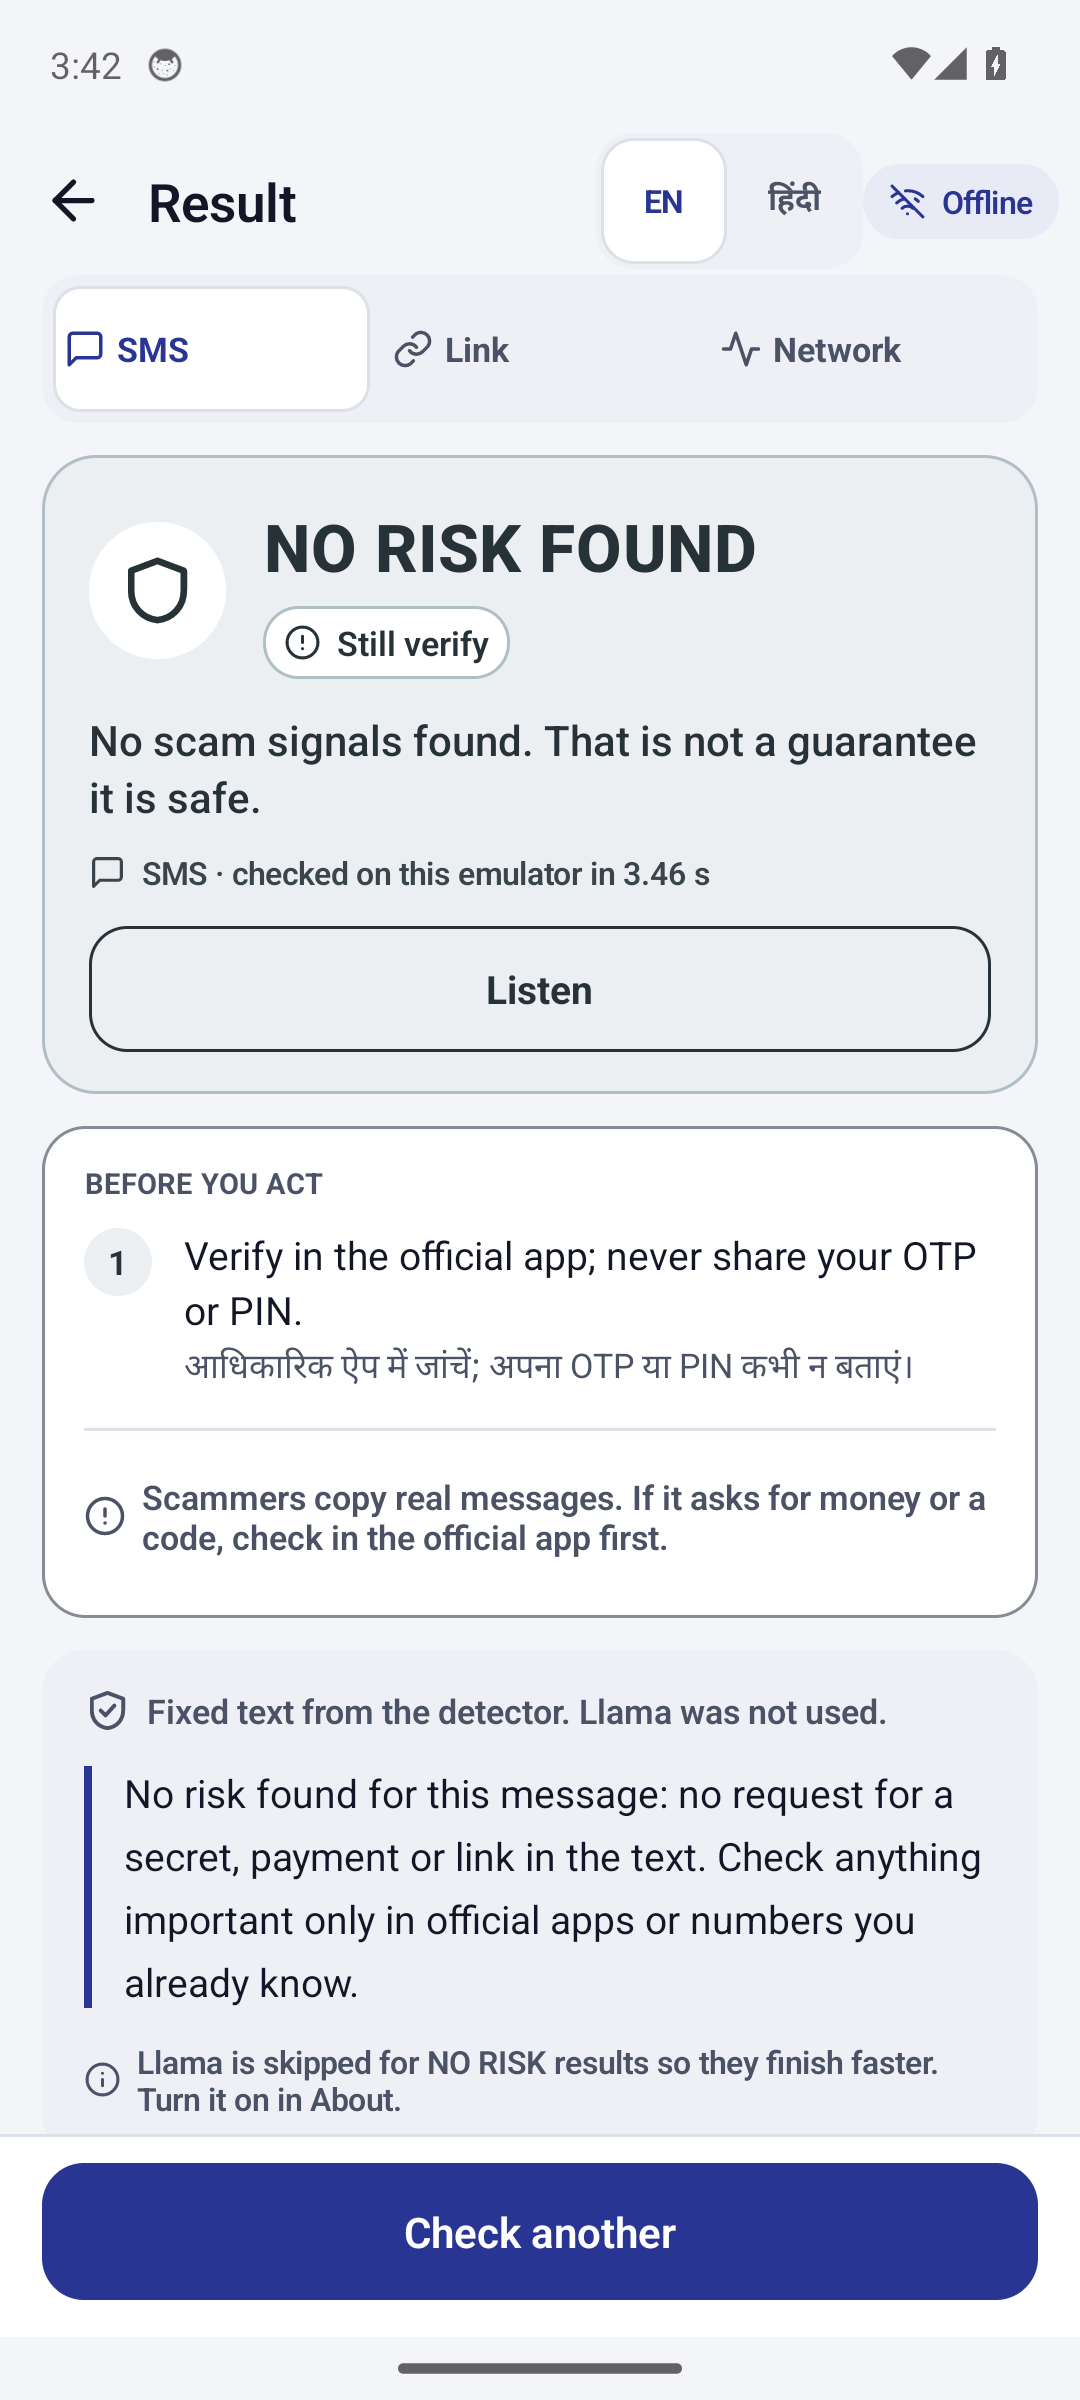 3:42
Result
EN
हिंदी
Offline
SMS
Link
Network
NO RISK FOUND
Still verify
No scam signals found. That is not a guarantee
it is safe.
SMS · checked on this emulator in 3.46 s
Listen
BEFORE YOU ACT
1
Verify in the official app; never share your OTP
or PIN.
आधिकारिक ऐप में जांचें; अपना OTP या PIN कभी न बताएं।
Scammers copy real messages. If it asks for money or a
code, check in the official app first.
Fixed text from the detector. Llama was not used.
No risk found for this message: no request for a
secret, payment or link in the text. Check anything
important only in official apps or numbers you
already know.
Llama is skipped for NO RISK results so they finish faster.
Turn it on in About.
Check another